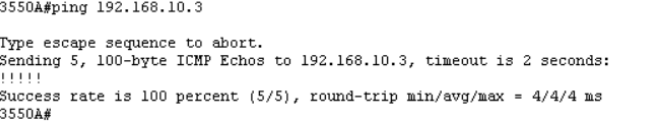 3550A#ping 192.168.10.3
Type escape sequence to abort.
Sending 5, 100-byte ICMP Echos to 192.168.10.3, timeout is 2 seconds:
!!!!!
Success rate is 100 percent (5/5), round-trip min/avg/max = 4/4/4 ms
3550A#